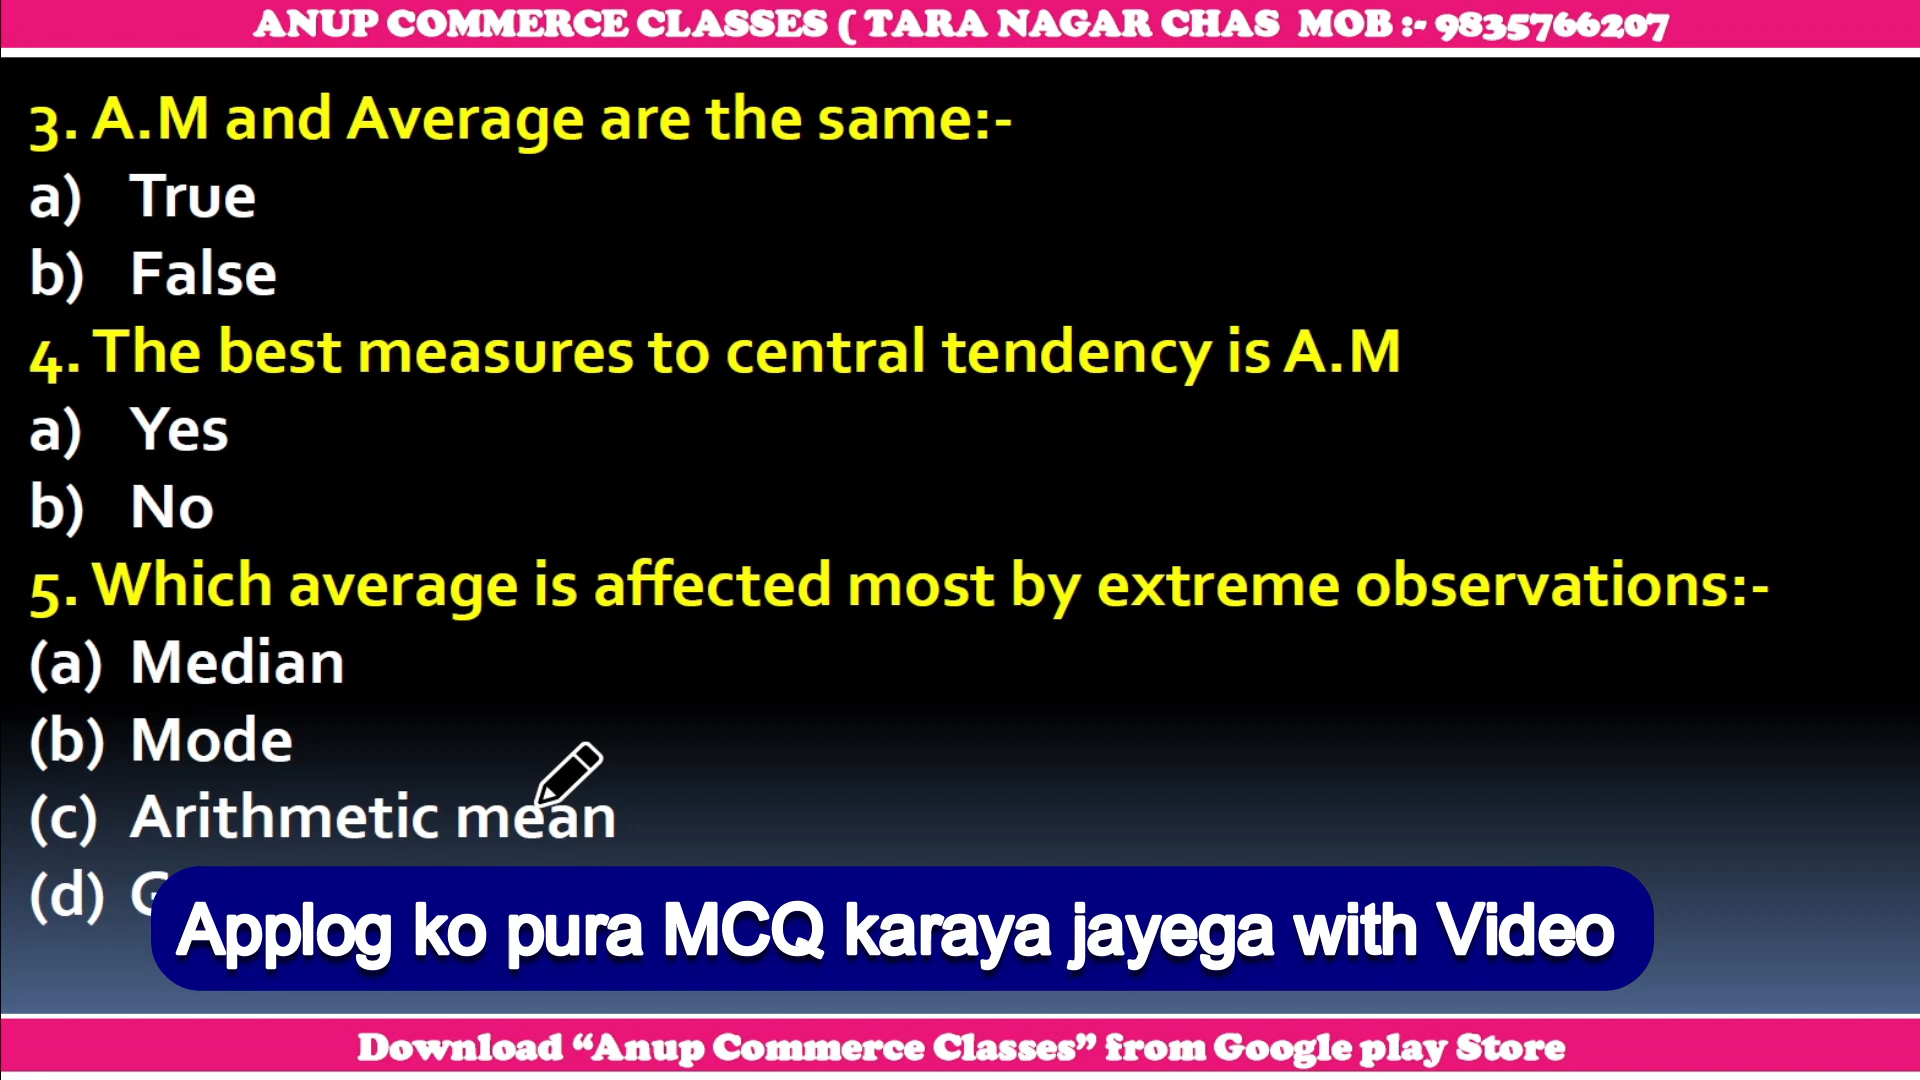 ANUP COMMERCE CLASSES ( TARA NAGAR CHAS MOB :- 9835766207
3. A.M and Average are the same:-
a) True
b) False
4. The best measures to central tendency is A.M
a) Yes
b) No
5. Which average is affected most by extreme observations:-
(a) Median
(b) Mode
(c) Arithmetic mean
(d)
Applog ko pura MCQ karaya jayega with Video
Download “Anup Commerce Classes” from Google play Store